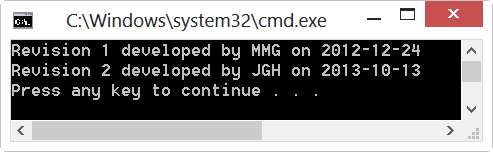 C:\Windows\system32\cmd.exe
Revision 1 developed by MMG on 2012-12-24
Revision 2 developed by JGH on 2013-10-13
Press any key to continue . . .